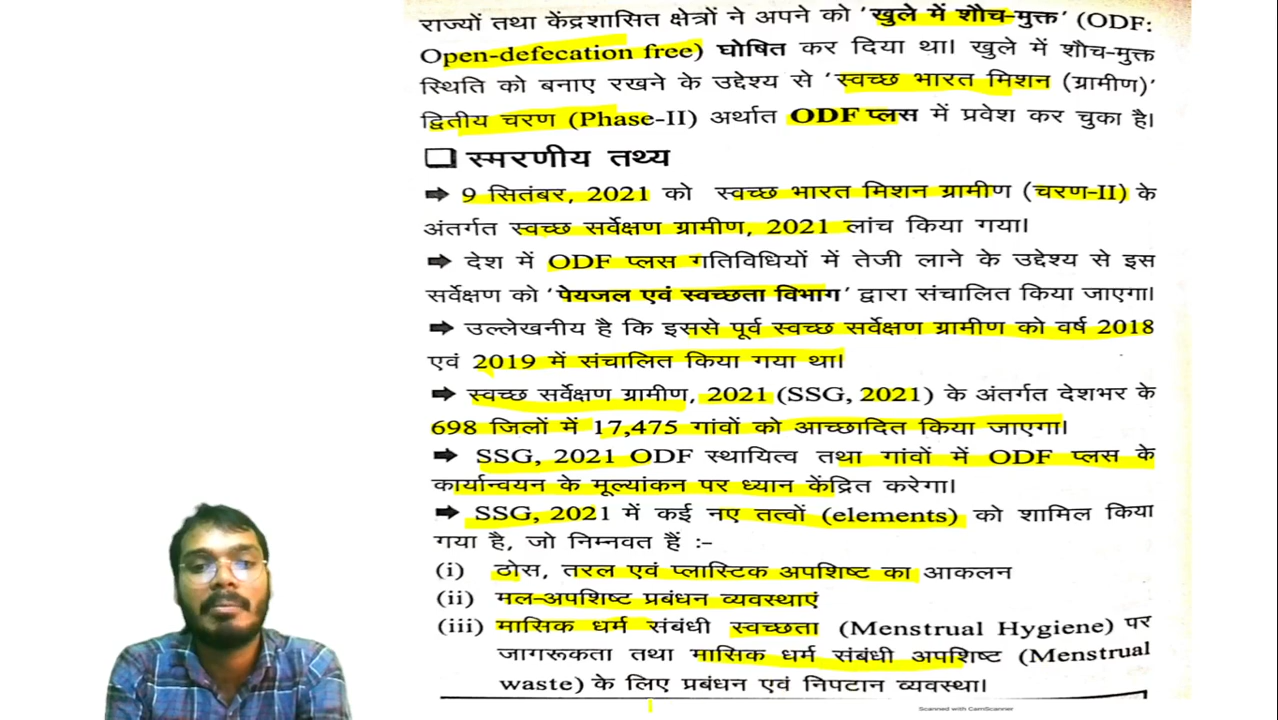 राज्यों तथा केंद्रशासित क्षेत्रों ने अपने को 'खुले में शौच-मुक्त' (ODF:
Open-defecation free) घोषित कर दिया था। खुले में शौच-मुक्त
स्थिति को बनाए रखने के उद्देश्य से 'स्वच्छ भारत मिशन (ग्रामीण)'
द्वितीय चरण (Phase-II) अर्थात ODF प्लस में प्रवेश कर चुका है।
❑ स्मरणीय तथ्य
➡ 9 सितंबर, 2021 को स्वच्छ भारत मिशन ग्रामीण (चरण-II) के
अंतर्गत स्वच्छ सर्वेक्षण ग्रामीण, 2021 लांच किया गया।
➡ देश में ODF प्लस गतिविधियों में तेजी लाने के उद्देश्य से इस
सर्वेक्षण को 'पेयजल एवं स्वच्छता विभाग' द्वारा संचालित किया जाएगा।
➡ उल्लेखनीय है कि इससे पूर्व स्वच्छ सर्वेक्षण ग्रामीण को वर्ष 2018
एवं 2019 में संचालित किया गया था।
➡ स्वच्छ सर्वेक्षण ग्रामीण, 2021 (SSG, 2021) के अंतर्गत देशभर के
698 जिलों में 17,475 गांवों को आच्छादित किया जाएगा।
➡ SSG, 2021 ODF स्थायित्व तथा गांवों में ODF प्लस के
कार्यान्वयन के मूल्यांकन पर ध्यान केंद्रित करेगा।
➡ SSG, 2021 में कई नए तत्वों (elements) को शामिल किया
गया है, जो निम्नवत हैं :-
(i) ठोस, तरल एवं प्लास्टिक अपशिष्ट का आकलन
(ii) मल-अपशिष्ट प्रबंधन व्यवस्थाएं
(iii) मासिक धर्म संबंधी स्वच्छता (Menstrual Hygiene) पर
जागरूकता तथा मासिक धर्म संबंधी अपशिष्ट (Menstrual
waste) के लिए प्रबंधन एवं निपटान व्यवस्था।
Scanned with CamScanner